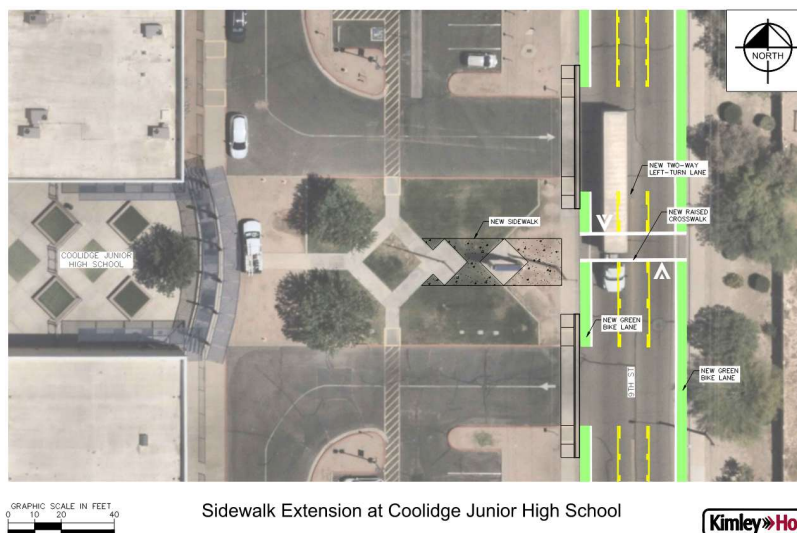 NORTH
NEW TWO-WAY
LEFT-TURN LANE
NEW RAISED
CROSSWALK
NEW SIDEWALK
COOLIDGE JUNIOR
HIGH SCHOOL
NEW GREEN
BIKE LANE
9TH ST
NEW GREEN
BIKE LANE
GRAPHIC SCALE IN FEET
0 10 20 40
Sidewalk Extension at Coolidge Junior High School
Kimley»Ho